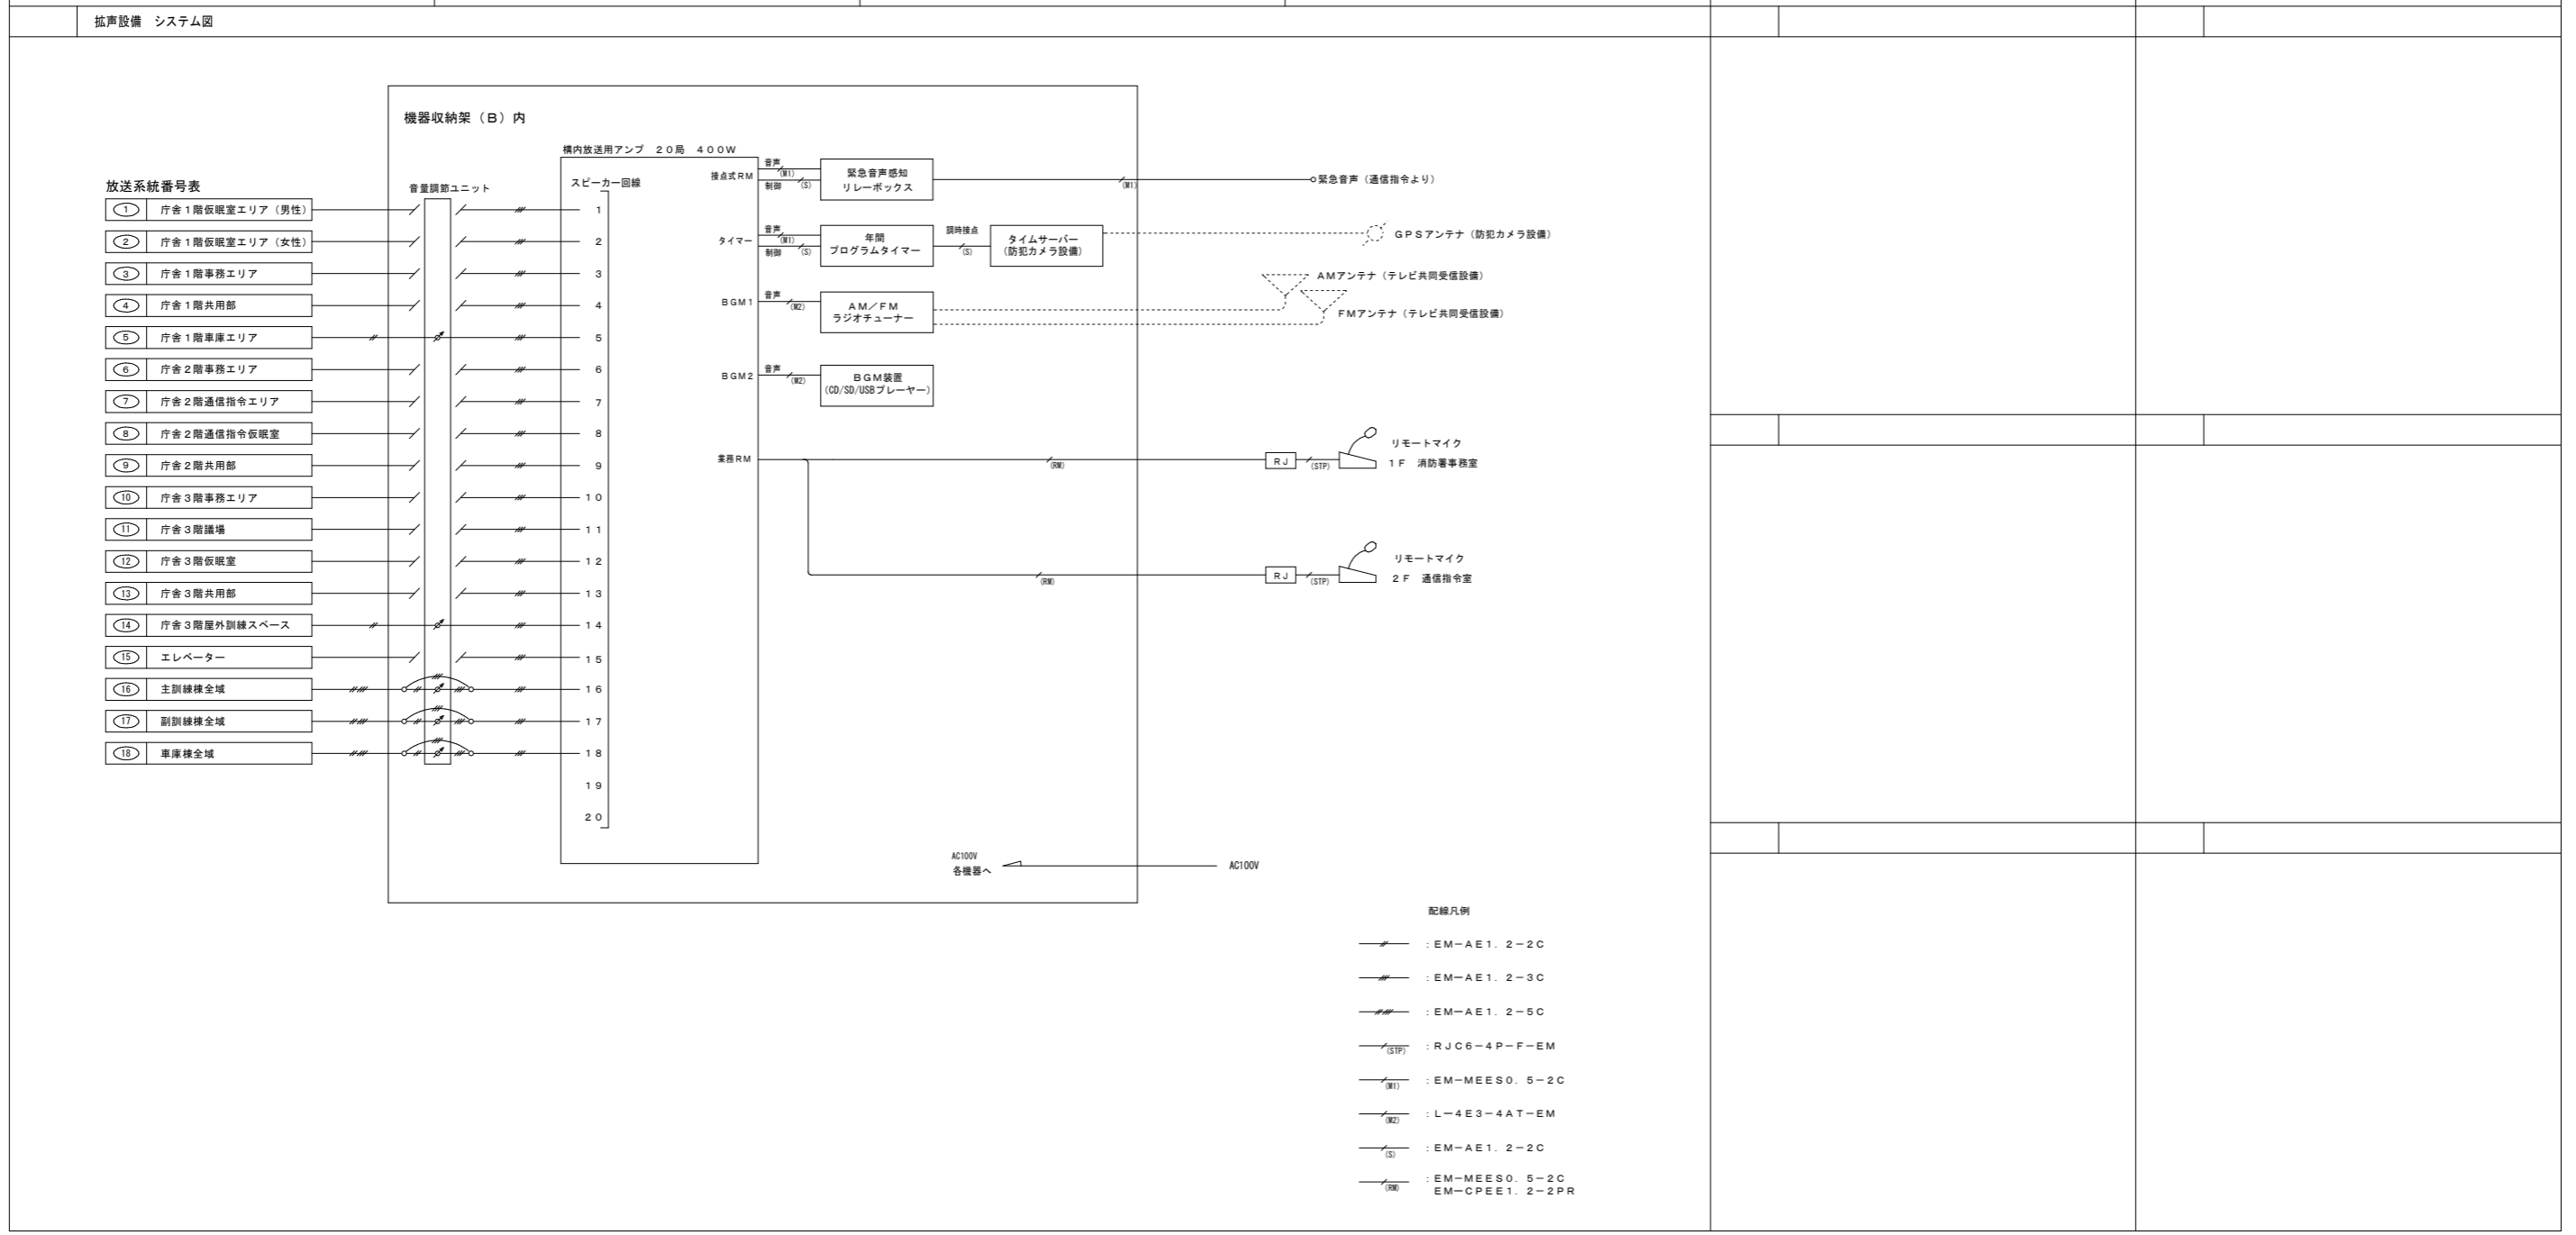 拡声設備　システム図
機器収納架（Ｂ）内
構内放送用アンプ　２０局　４００Ｗ
放送系統番号表
音量調節ユニット
スピーカー回線
1 庁舎１階仮眠室エリア（男性） 1
2 庁舎１階仮眠室エリア（女性） 2
3 庁舎１階事務エリア 3
4 庁舎１階共用部 4
5 庁舎１階車庫エリア 5
6 庁舎２階事務エリア 6
7 庁舎２階通信指令エリア 7
8 庁舎２階通信指令仮眠室 8
9 庁舎２階共用部 9
10 庁舎３階事務エリア 10
11 庁舎３階議場 11
12 庁舎３階仮眠室 12
13 庁舎３階共用部 13
14 庁舎３階屋外訓練スペース 14
15 エレベーター 15
16 主訓練棟全域 16
17 副訓練棟全域 17
18 車庫棟全域 18
19
20
接点式ＲＭ
音声
(M1)
制御
(S)
緊急音声感知
リレーボックス
(M1)
緊急音声（通信指令より）
タイマー
音声
(M1)
制御
(S)
年間
プログラムタイマー
調時接点
(S)
タイムサーバー
(防犯カメラ設備)
ＧＰＳアンテナ（防犯カメラ設備）
ＢＧＭ１
音声
(M2)
ＡＭ／ＦＭ
ラジオチューナー
ＡＭアンテナ（テレビ共同受信設備）
ＦＭアンテナ（テレビ共同受信設備）
ＢＧＭ２
音声
(M2)
ＢＧＭ装置
(CD/SD/USBプレーヤー)
業務ＲＭ
(RM)
ＲＪ
(STP)
リモートマイク
１Ｆ　消防署事務室
(RM)
ＲＪ
(STP)
リモートマイク
２Ｆ　通信指令室
AC100V
各機器へ
AC100V
配線凡例
：ＥＭ－ＡＥ１．２－２Ｃ
：ＥＭ－ＡＥ１．２－３Ｃ
：ＥＭ－ＡＥ１．２－５Ｃ
(STP) ：ＲＪＣ６－４Ｐ－Ｆ－ＥＭ
(M1) ：ＥＭ－ＭＥＥＳ０．５－２Ｃ
(M2) ：Ｌ－４Ｅ３－４ＡＴ－ＥＭ
(S) ：ＥＭ－ＡＥ１．２－２Ｃ
(RM) ：ＥＭ－ＭＥＥＳ０．５－２Ｃ
ＥＭ－ＣＰＥＥ１．２－２ＰＲ